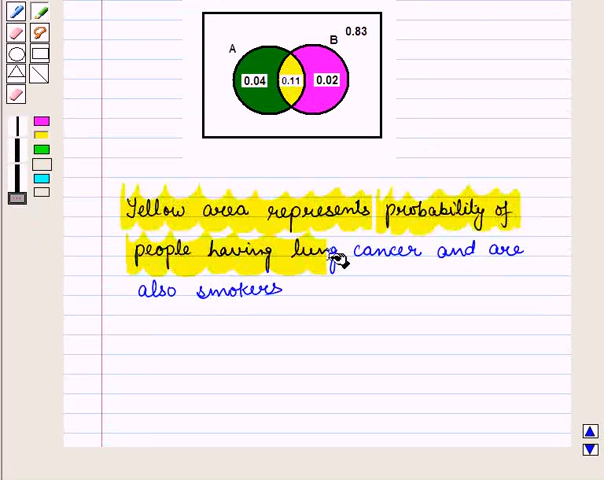 0.83
B
A
0.04 0.11 0.02
Yellow area represents probability of
people having lung cancer and are
also smokers